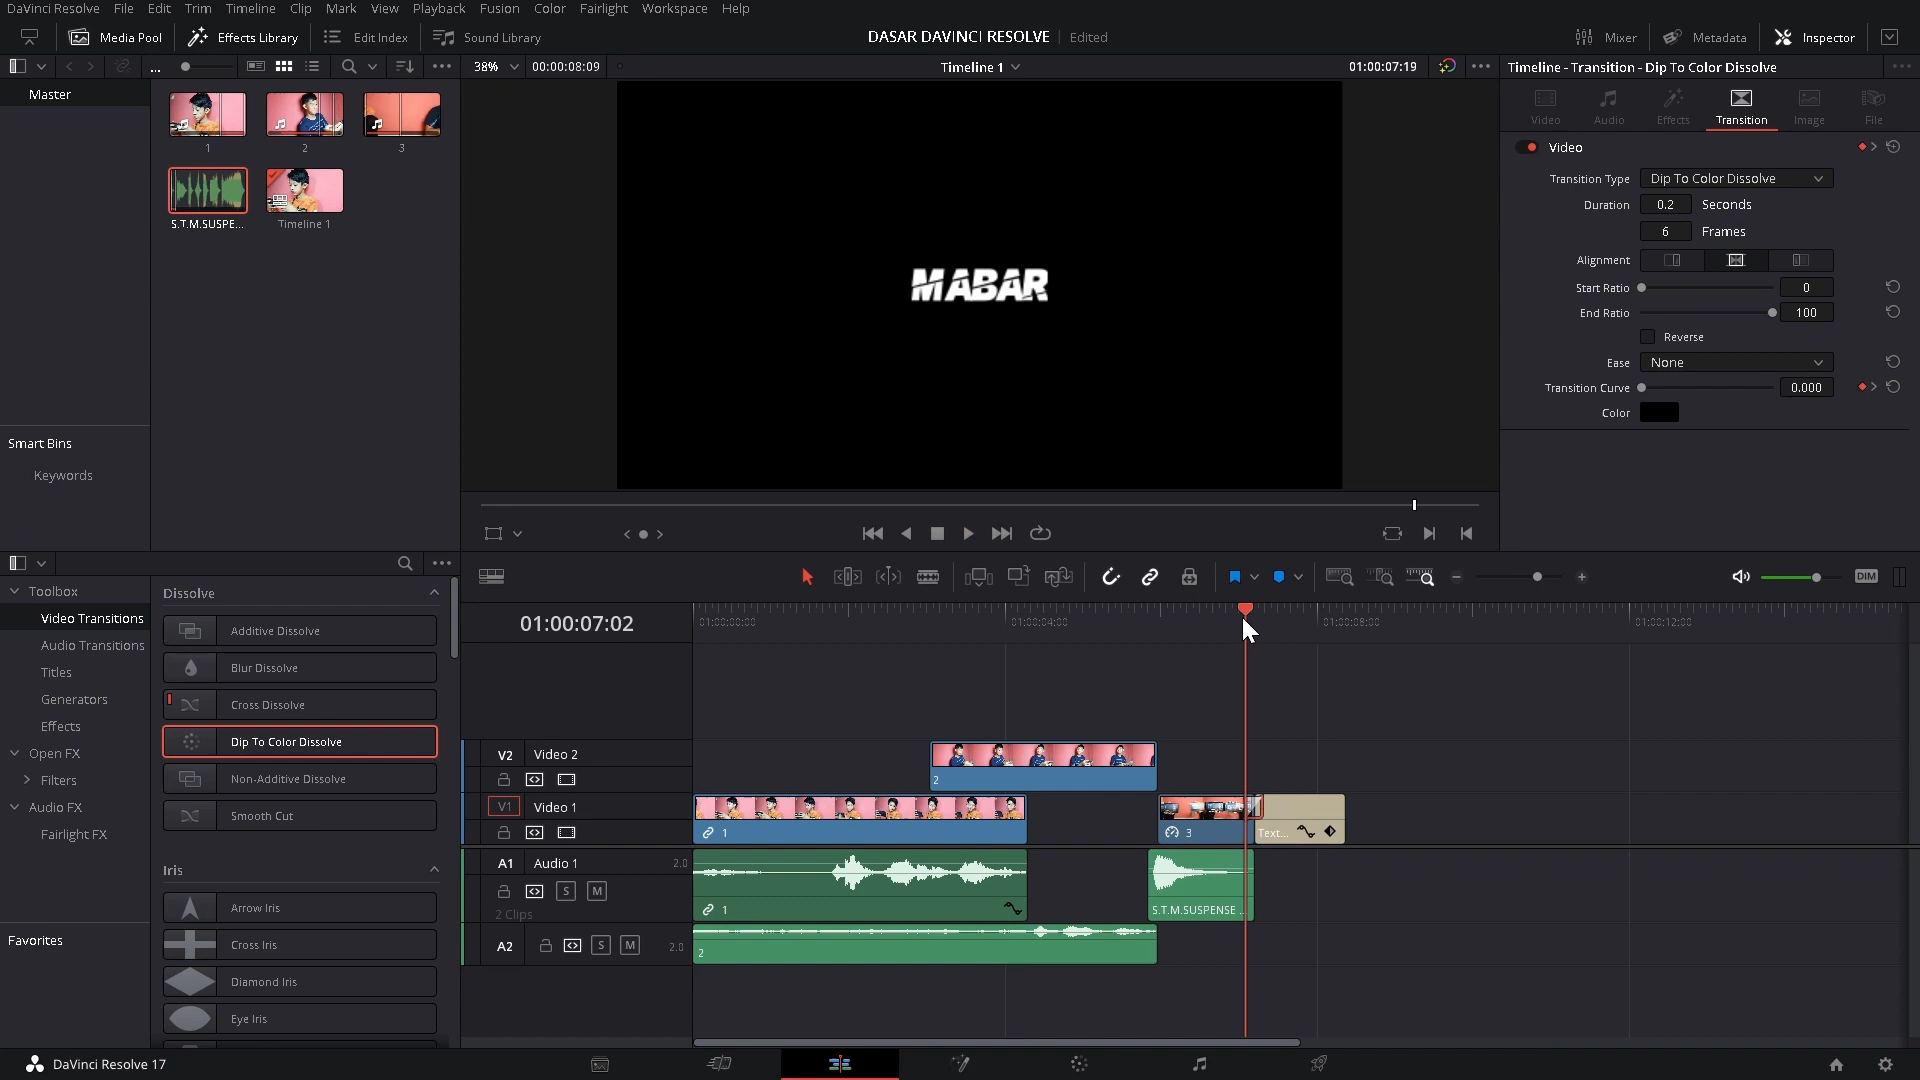 DaVinci Resolve File Edit Trim Timeline Clip Mark View Playback Fusion Color Fairlight Workspace Help
Media Pool Effects Library Edit Index Sound Library DASAR DAVINCI RESOLVE Edited Mixer Metadata Inspector
... 38% 00:00:08:09 Timeline 1 01:00:07:19 Timeline - Transition - Dip To Color Dissolve
Master
1
2
3
S.T.M.SUSPE...
Timeline 1
Smart Bins
Keywords
MABAR
Video Audio Effects Transition Image File
Video
Transition Type Dip To Color Dissolve
Duration 0.2 Seconds
6 Frames
Alignment
Start Ratio 0
End Ratio 100
Reverse
Ease None
Transition Curve 0.000
Color
Toolbox
Video Transitions
Audio Transitions
Titles
Generators
Effects
Open FX
Filters
Audio FX
Fairlight FX
Favorites
Dissolve
Additive Dissolve
Blur Dissolve
Cross Dissolve
Dip To Color Dissolve
Non-Additive Dissolve
Smooth Cut
Iris
Arrow Iris
Cross Iris
Diamond Iris
Eye Iris
DIM
01:00:07:02 01:00:00:00 01:00:04:00 01:00:08:00 01:00:12:00
V2 Video 2
2
V1 Video 1
1 3 Text...
A1 Audio 1 2.0
S M
2 Clips 1 S.T.M.SUSPENSE ...
A2 S M 2.0
2
DaVinci Resolve 17